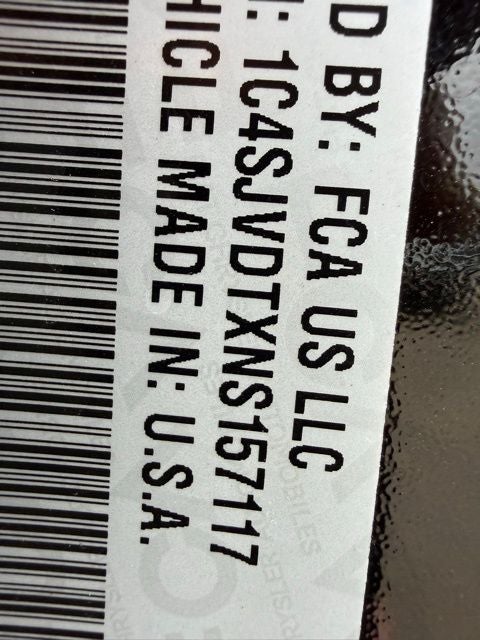 D BY: FCA US LLC
: 1C4SJVDTXNS157117
HICLE MADE IN: U.S.A.